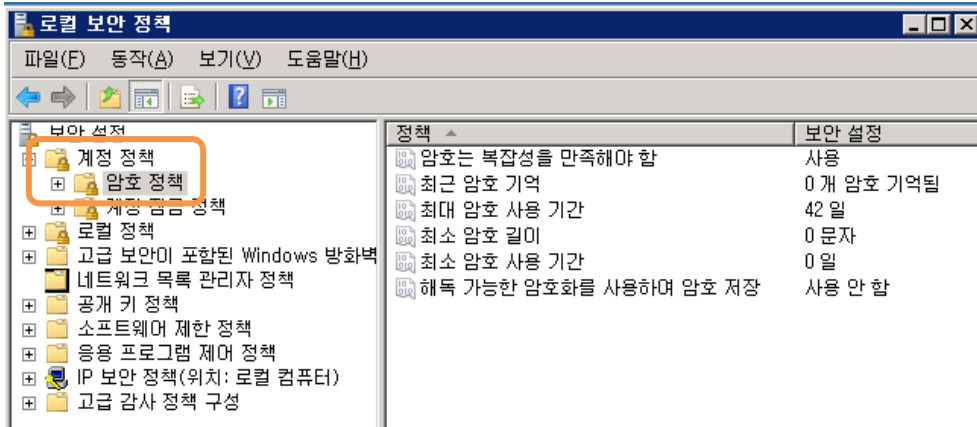 로컬 보안 정책
파일(F) 동작(A) 보기(V) 도움말(H)
보안 설정
계정 정책
암호 정책
계정 잠금 정책
로컬 정책
고급 보안이 포함된 Windows 방화벽
네트워크 목록 관리자 정책
공개 키 정책
소프트웨어 제한 정책
응용 프로그램 제어 정책
IP 보안 정책(위치: 로컬 컴퓨터)
고급 감사 정책 구성
정책 보안 설정
암호는 복잡성을 만족해야 함 사용
최근 암호 기억 0 개 암호 기억됨
최대 암호 사용 기간 42 일
최소 암호 길이 0 문자
최소 암호 사용 기간 0 일
해독 가능한 암호화를 사용하여 암호 저장 사용 안 함